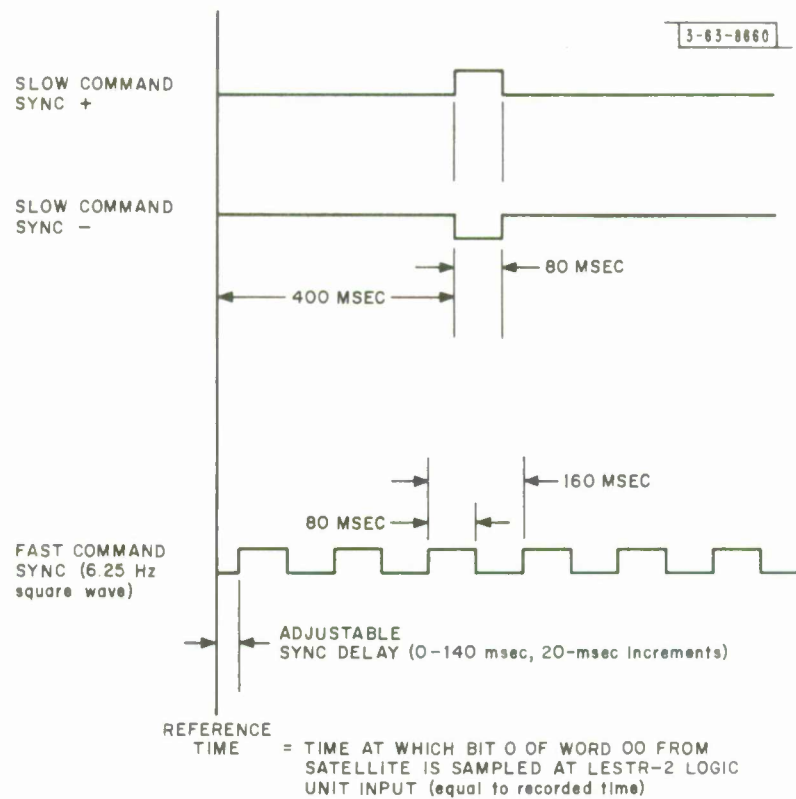 3-63-8660
SLOW COMMAND
SYNC +
SLOW COMMAND
SYNC −
80 MSEC
400 MSEC
160 MSEC
80 MSEC
FAST COMMAND
SYNC (6.25 Hz
square wave)
ADJUSTABLE
SYNC DELAY (0-140 msec, 20-msec increments)
REFERENCE
TIME = TIME AT WHICH BIT 0 OF WORD 00 FROM
SATELLITE IS SAMPLED AT LESTR-2 LOGIC
UNIT INPUT (equal to recorded time)